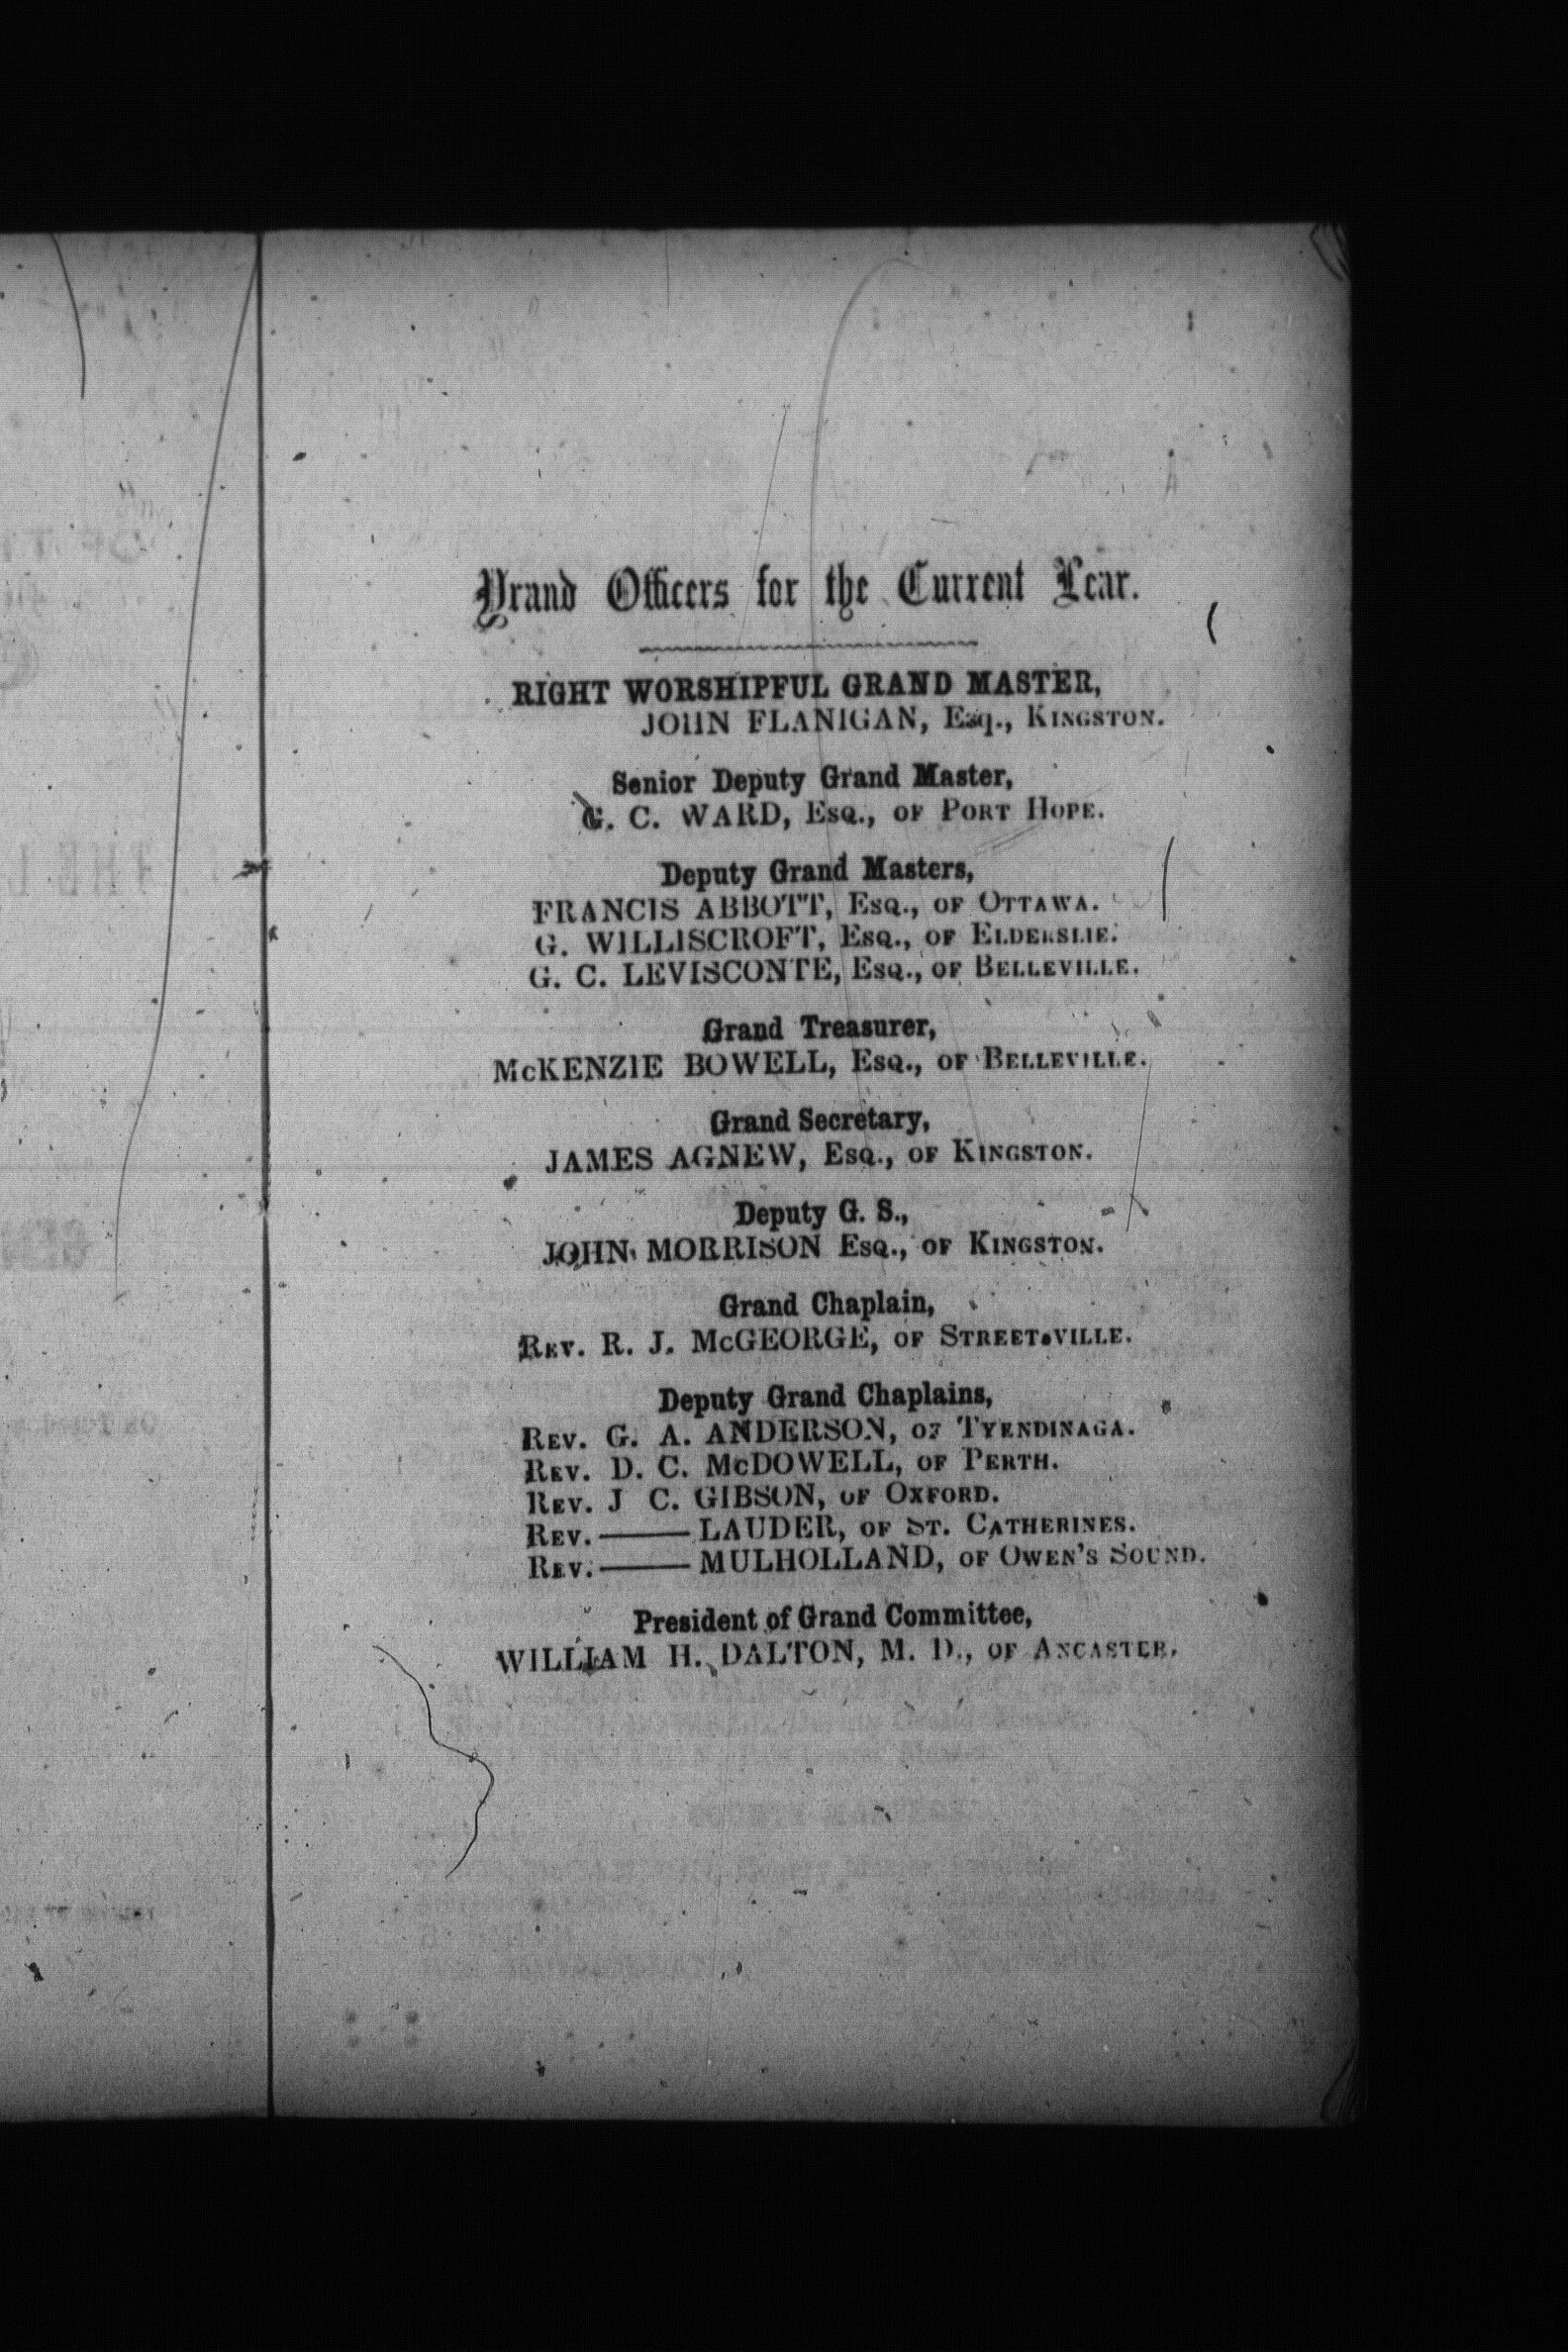 Grand Officers for the Current Year.
RIGHT WORSHIPFUL GRAND MASTER,
JOHN FLANIGAN, Esq., KINGSTON.
Senior Deputy Grand Master,
G. C. WARD, ESQ., OF PORT HOPE.
Deputy Grand Masters,
FRANCIS ABBOTT, ESQ., OF OTTAWA.
G. WILLISCROFT, ESQ., OF ELDERSLIE.
G. C. LEVISCONTE, ESQ., OF BELLEVILLE.
Grand Treasurer,
McKENZIE BOWELL, ESQ., OF BELLEVILLE.
Grand Secretary,
JAMES AGNEW, ESQ., OF KINGSTON.
Deputy G. S.,
JOHN MORRISON ESQ., OF KINGSTON.
Grand Chaplain,
REV. R. J. McGEORGE, OF STREETSVILLE.
Deputy Grand Chaplains,
REV. G. A. ANDERSON, OF TYENDINAGA.
REV. D. C. McDOWELL, OF PERTH.
REV. J C. GIBSON, OF OXFORD.
REV. —— LAUDER, OF ST. CATHERINES.
REV. —— MULHOLLAND, OF OWEN'S SOUND.
President of Grand Committee,
WILLIAM H. DALTON, M. D., OF ANCASTER.